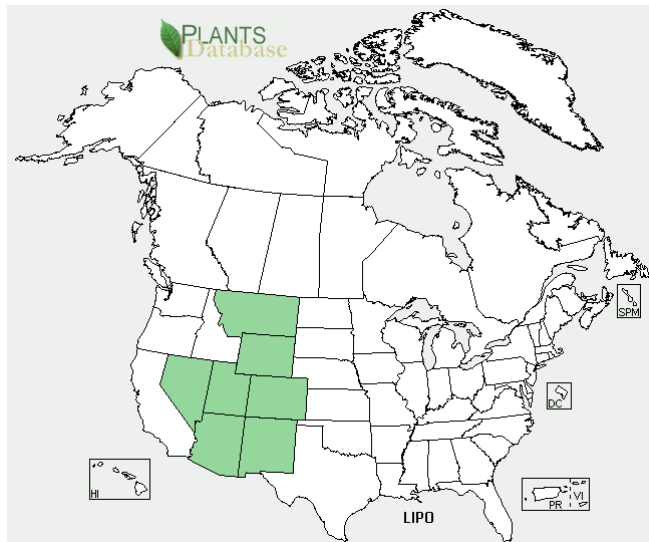 PLANTS
Database
SPM
DC
HI
PR
VI
LIPO